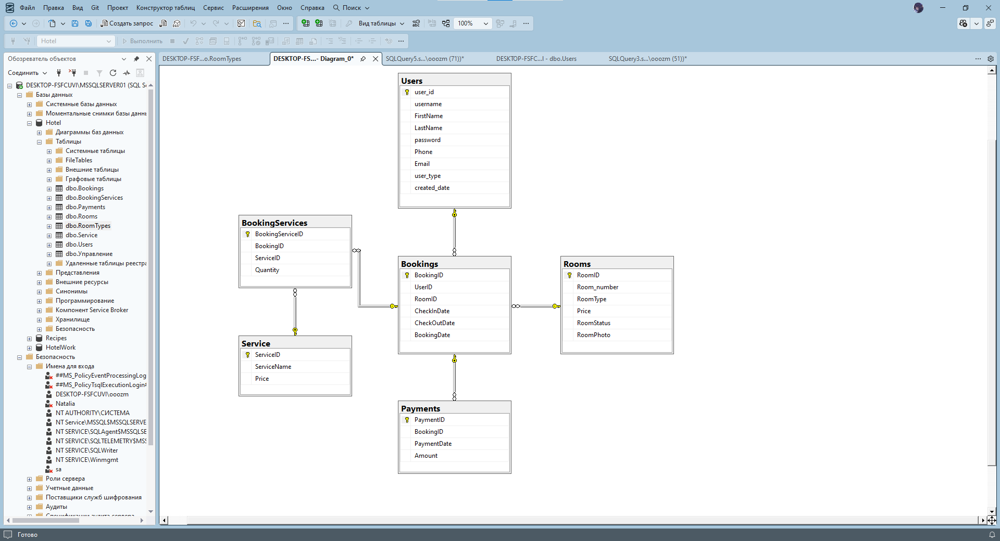 Файл Правка Вид Git Проект Конструктор таблиц Сервис Расширения Окно Справка Поиск
Создать запрос DAX Вид таблицы abc 100%
Hotel Выполнить
Обозреватель объектов
DESKTOP-FSF...o.RoomTypes DESKTOP-FS...- Diagram_0* SQLQuery5.s...\ooozm (71))* DESKTOP-FSFC...I - dbo.Users SQLQuery3.s...\ooozm (51))*
Соединить
DESKTOP-FSFCUVI\MSSQLSERVER01 (SQL S
Базы данных
Системные базы данных
Моментальные снимки базы данн
Hotel
Диаграммы баз данных
Таблицы
Системные таблицы
FileTables
Внешние таблицы
Графовые таблицы
dbo.Bookings
dbo.BookingServices
dbo.Payments
dbo.Rooms
dbo.RoomTypes
dbo.Service
dbo.Users
dbo.Управление
Удаленные таблицы реестра
Представления
Внешние ресурсы
Синонимы
Программирование
Компонент Service Broker
Хранилище
Безопасность
Recipes
HotelWork
Безопасность
Имена для входа
##MS_PolicyEventProcessingLog
##MS_PolicyTsqlExecutionLogin#
DESKTOP-FSFCUVI\ooozm
Natalia
NT AUTHORITY\СИСТЕМА
NT Service\MSSQL$MSSQLSERVE
NT SERVICE\SQLAgent$MSSQLSE
NT SERVICE\SQLTELEMETRY$MSS
NT SERVICE\SQLWriter
NT SERVICE\Winmgmt
sa
Роли сервера
Учетные данные
Поставщики служб шифрования
Аудиты
Спецификации аудита сервера
Users
user_id
username
FirstName
LastName
password
Phone
Email
user_type
created_date
BookingServices
BookingServiceID
BookingID
ServiceID
Quantity
Bookings
BookingID
UserID
RoomID
CheckInDate
CheckOutDate
BookingDate
Rooms
RoomID
Room_number
RoomType
Price
RoomStatus
RoomPhoto
Service
ServiceID
ServiceName
Price
Payments
PaymentID
BookingID
PaymentDate
Amount
Готово